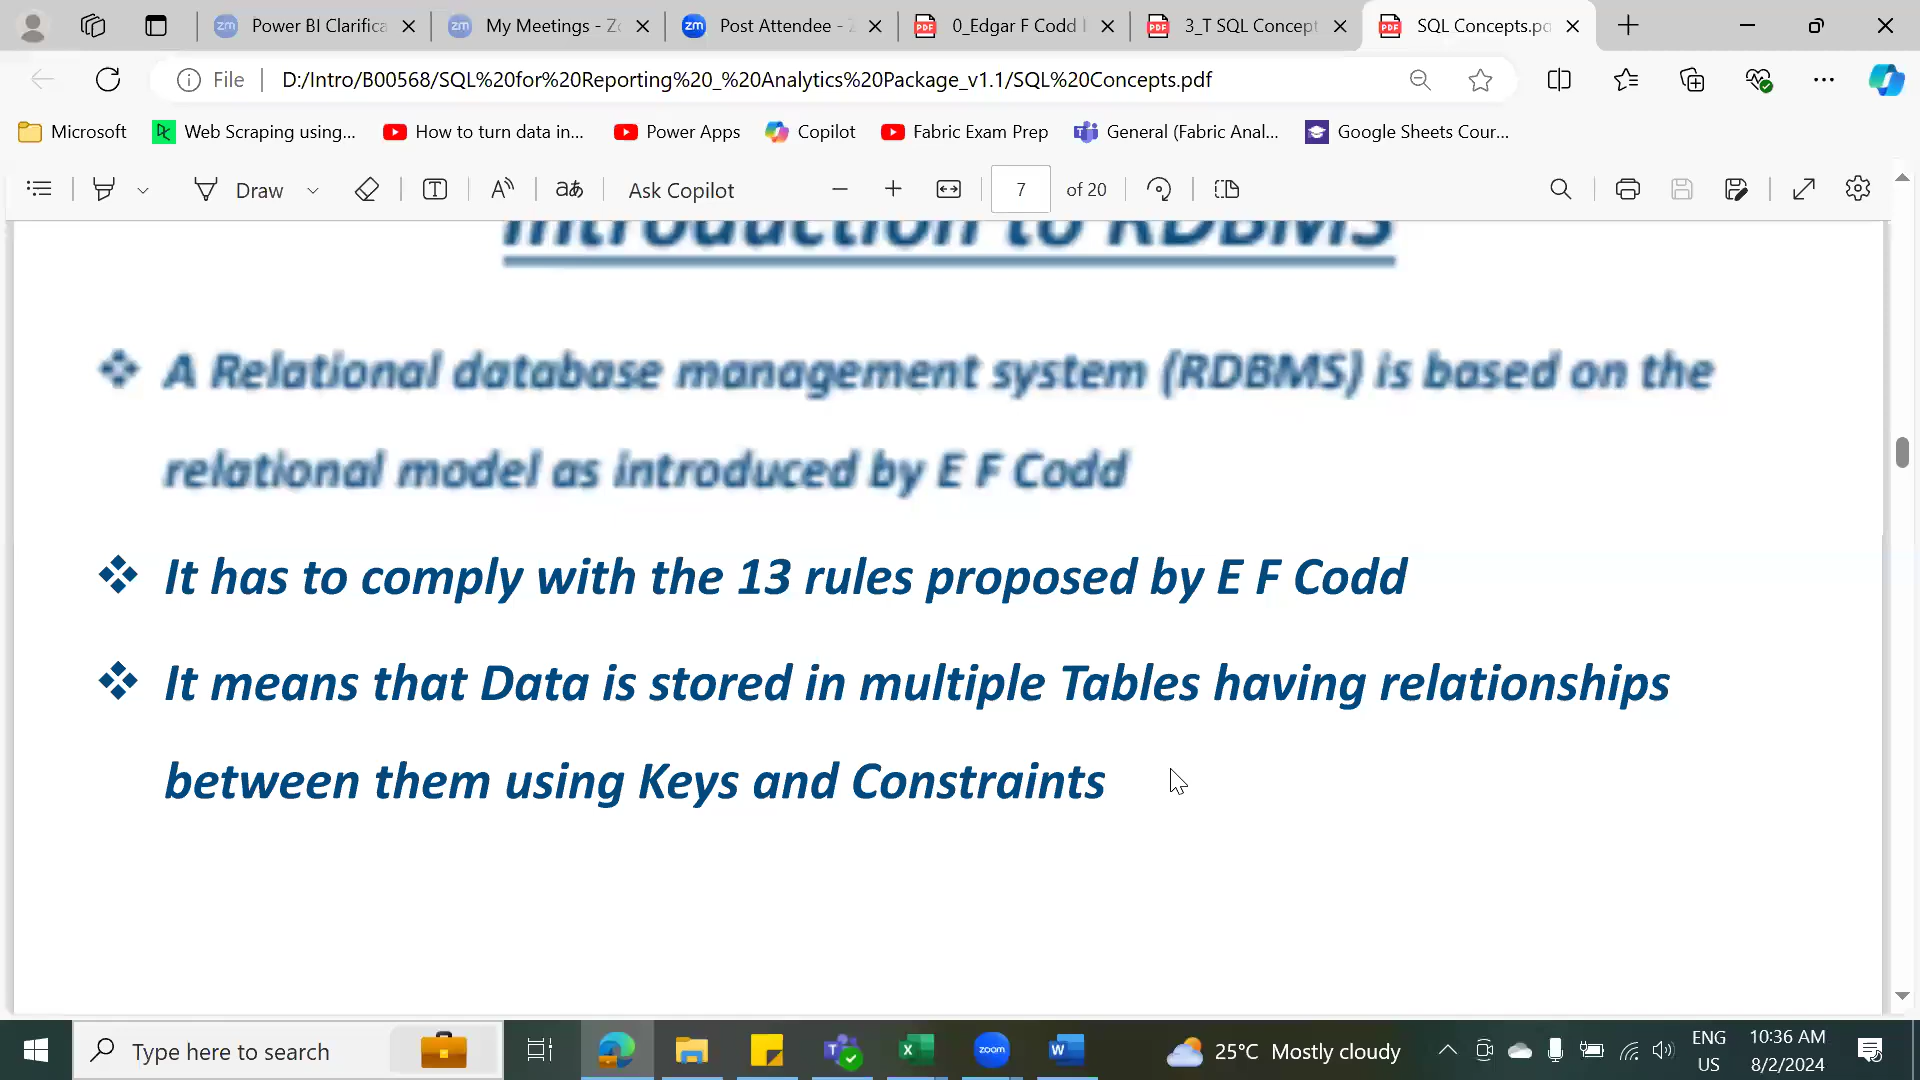 Power BI Clarifica
My Meetings - Zo
Post Attendee - Z
0_Edgar F Codd
3_T SQL Concept
SQL Concepts.pd
File
D:/Intro/B00568/SQL%20for%20Reporting%20_%20Analytics%20Package_v1.1/SQL%20Concepts.pdf
Microsoft
Web Scraping using...
How to turn data in...
Power Apps
Copilot
Fabric Exam Prep
General (Fabric Anal...
Google Sheets Cour...
Draw
Ask Copilot
7 of 20
Introduction to RDBMS
A Relational database management system (RDBMS) is based on the
relational model as introduced by E F Codd
It has to comply with the 13 rules proposed by E F Codd
It means that Data is stored in multiple Tables having relationships
between them using Keys and Constraints
Type here to search
25°C Mostly cloudy
ENG
US
10:36 AM
8/2/2024